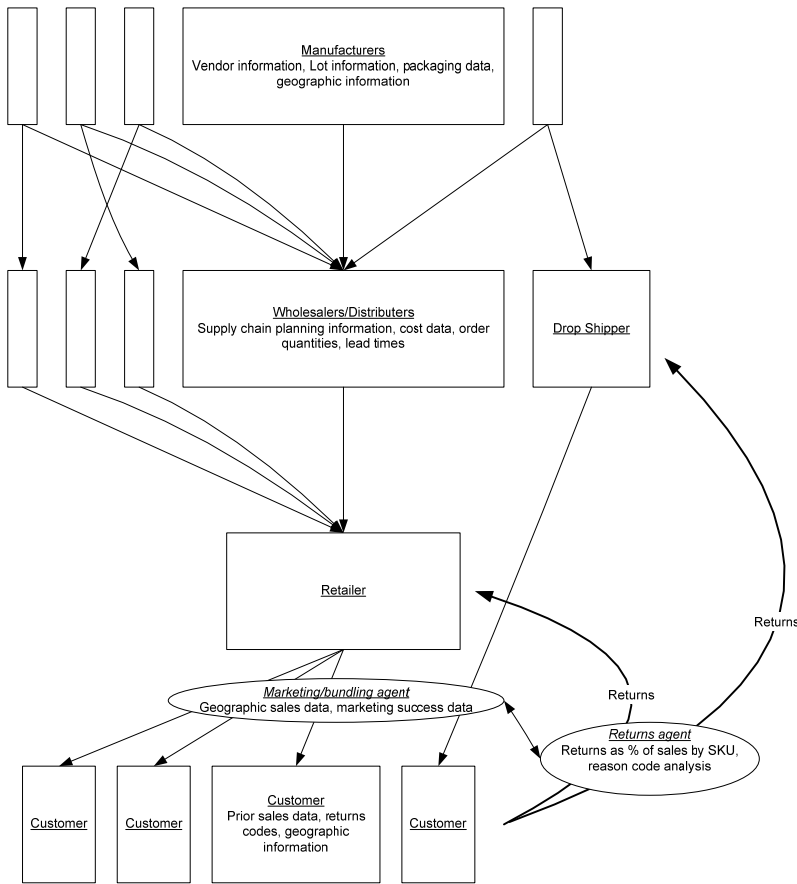 Manufacturers
Vendor information, Lot information, packaging data,
geographic information
Wholesalers/Distributers
Supply chain planning information, cost data, order
quantities, lead times
Drop Shipper
Retailer
Returns
Returns
Marketing/bundling agent
Geographic sales data, marketing success data
Returns agent
Returns as % of sales by SKU,
reason code analysis
Customer
Customer
Customer
Prior sales data, returns
codes, geographic
information
Customer